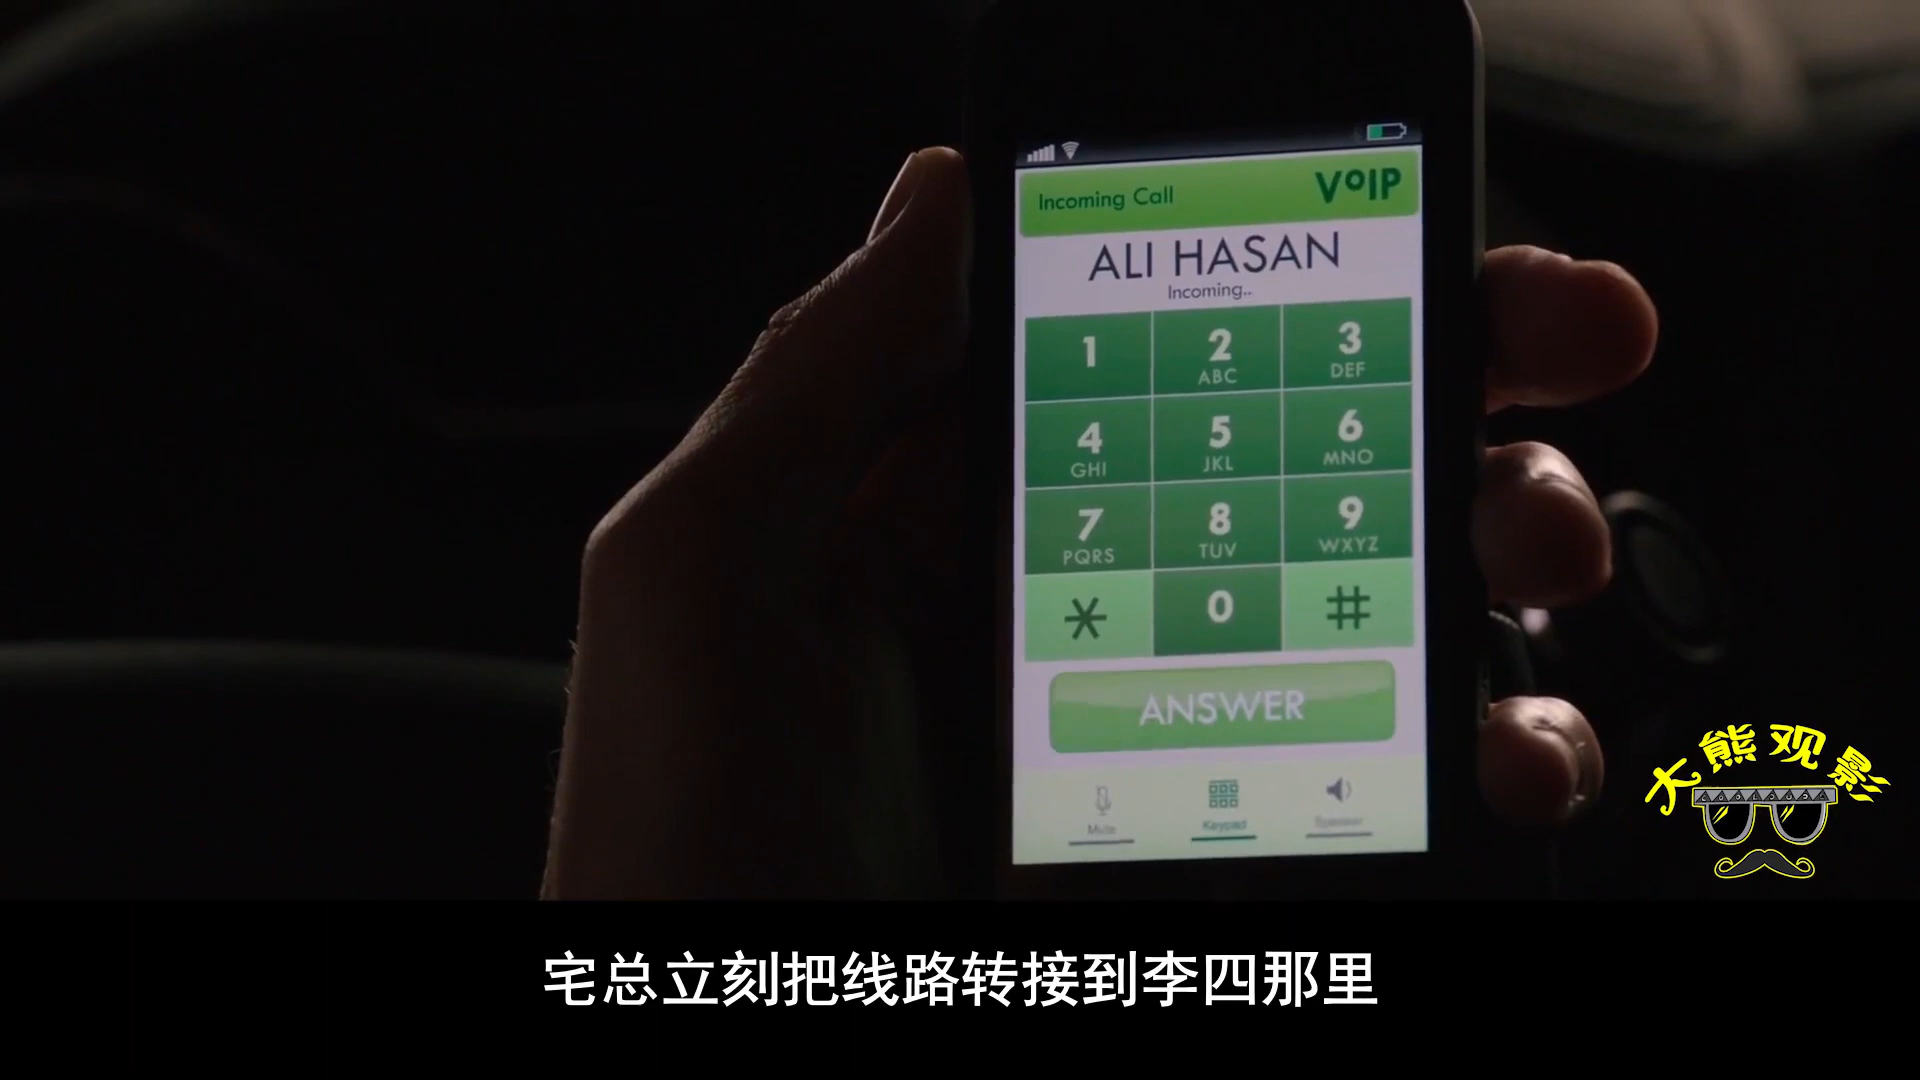 Incoming Call
VoIP
ALI HASAN
Incoming..
1
2
3
ABC
DEF
4
5
6
GHI
JKL
MNO
7
8
9
PQRS
TUV
WXYZ
*
0
#
ANSWER
Mute
Keypad
Speaker
大熊观影
宅总立刻把线路转接到李四那里